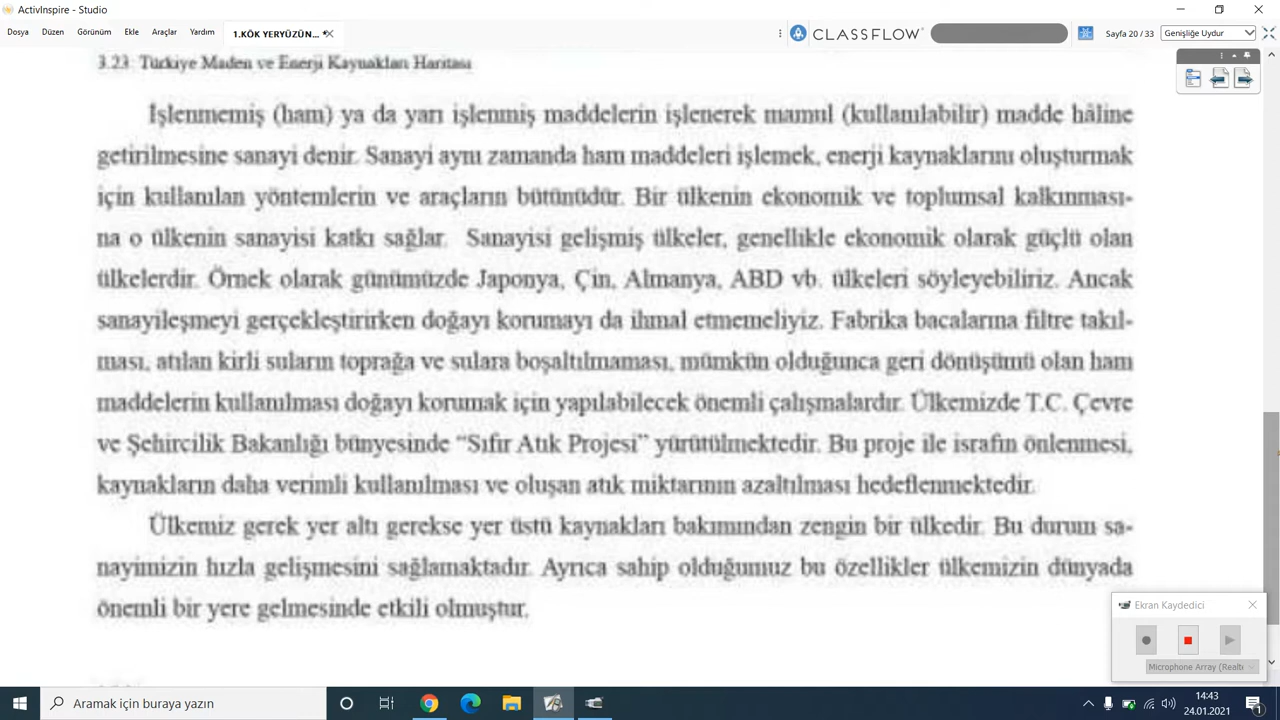 ActivInspire - Studio
Dosya Düzen Görünüm Ekle Araçlar Yardım 1.KÖK YERYÜZÜN... CLASSFLOW Sayfa 20 / 33 Genişliğe Uydur
3.23 Türkiye Maden ve Enerji Kaynakları Haritası
İşlenmemiş (ham) ya da yarı işlenmiş maddelerin işlenerek mamul (kullanılabilir) madde hâline
getirilmesine sanayi denir. Sanayi aynı zamanda ham maddeleri işlemek, enerji kaynaklarını oluşturmak
için kullanılan yöntemlerin ve araçların bütünüdür. Bir ülkenin ekonomik ve toplumsal kalkınması-
na o ülkenin sanayisi katkı sağlar. Sanayisi gelişmiş ülkeler, genellikle ekonomik olarak güçlü olan
ülkelerdir. Örnek olarak günümüzde Japonya, Çin, Almanya, ABD vb. ülkeleri söyleyebiliriz. Ancak
sanayileşmeyi gerçekleştirirken doğayı korumayı da ihmal etmemeliyiz. Fabrika bacalarına filtre takıl-
ması, atılan kirli suların toprağa ve sulara boşaltılmaması, mümkün olduğunca geri dönüşümü olan ham
maddelerin kullanılması doğayı korumak için yapılabilecek önemli çalışmalardır. Ülkemizde T.C. Çevre
ve Şehircilik Bakanlığı bünyesinde “Sıfır Atık Projesi” yürütülmektedir. Bu proje ile israfın önlenmesi,
kaynakların daha verimli kullanılması ve oluşan atık miktarının azaltılması hedeflenmektedir.
Ülkemiz gerek yer altı gerekse yer üstü kaynakları bakımından zengin bir ülkedir. Bu durum sa-
nayimizin hızla gelişmesini sağlamaktadır. Ayrıca sahip olduğumuz bu özellikler ülkemizin dünyada
önemli bir yere gelmesinde etkili olmuştur.
Ekran Kaydedici
Microphone Array (Realte
Aramak için buraya yazın
14:43
24.01.2021
1